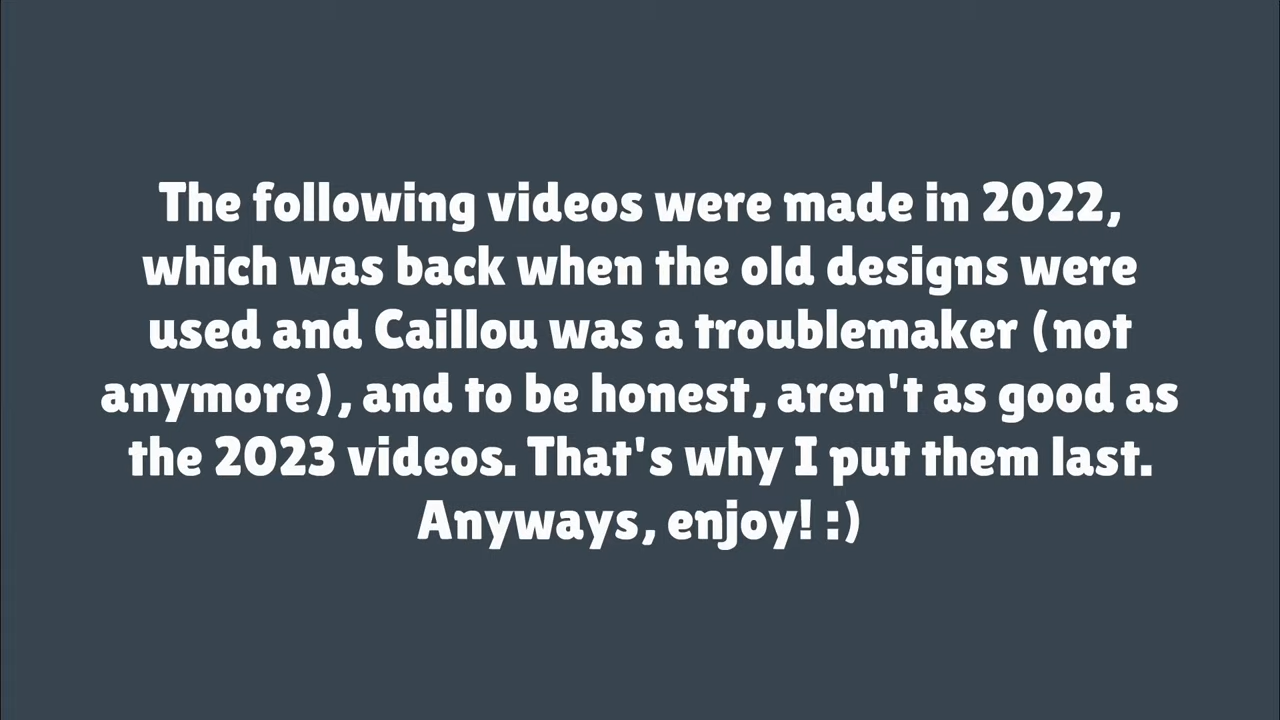 The following videos were made in 2022,
which was back when the old designs were
used and Caillou was a troublemaker (not
anymore), and to be honest, aren't as good as
the 2023 videos. That's why I put them last.
Anyways, enjoy! :)